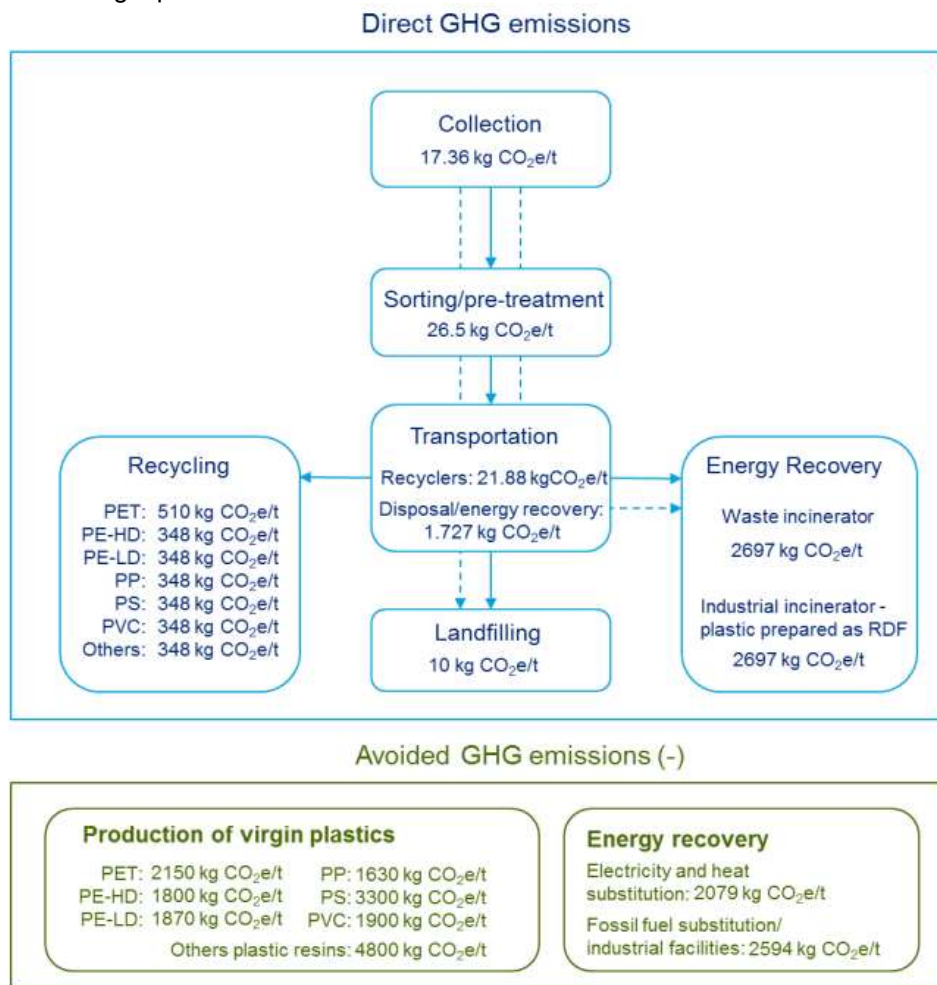 Direct GHG emissions
Collection
17.36 kg CO₂e/t
Sorting/pre-treatment
26.5 kg CO₂e/t
Transportation
Recyclers: 21.88 kgCO₂e/t
Disposal/energy recovery:
1.727 kg CO₂e/t
Recycling
PET: 510 kg CO₂e/t
PE-HD: 348 kg CO₂e/t
PE-LD: 348 kg CO₂e/t
PP: 348 kg CO₂e/t
PS: 348 kg CO₂e/t
PVC: 348 kg CO₂e/t
Others: 348 kg CO₂e/t
Energy Recovery
Waste incinerator
2697 kg CO₂e/t
Industrial incinerator -
plastic prepared as RDF
2697 kg CO₂e/t
Landfilling
10 kg CO₂e/t
Avoided GHG emissions (-)
Production of virgin plastics
PET: 2150 kg CO₂e/t
PE-HD: 1800 kg CO₂e/t
PE-LD: 1870 kg CO₂e/t
PP: 1630 kg CO₂e/t
PS: 3300 kg CO₂e/t
PVC: 1900 kg CO₂e/t
Others plastic resins: 4800 kg CO₂e/t
Energy recovery
Electricity and heat
substitution: 2079 kg CO₂e/t
Fossil fuel substitution/
industrial facilities: 2594 kg CO₂e/t